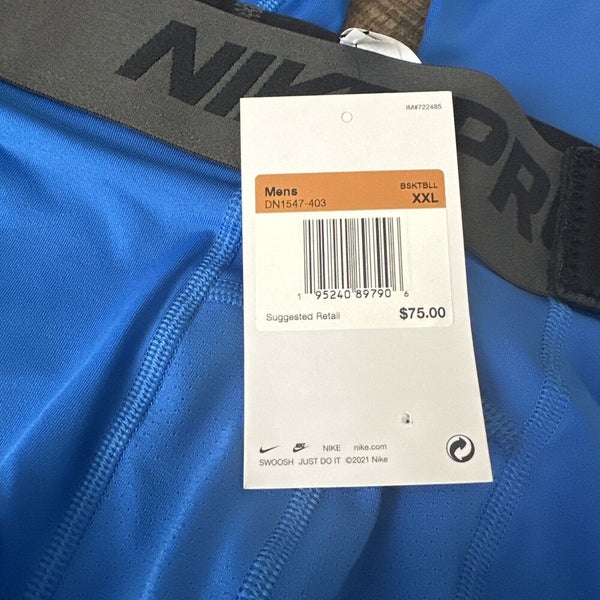 NIKE PRO
IM#722485
Mens BSKTBLL
DN1547-403 XXL
1 95240 89790 6
Suggested Retail $75.00
NIKE nike.com
SWOOSH JUST DO IT ©2021 Nike